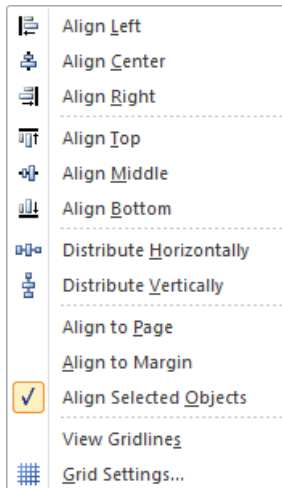 Align Left
Align Center
Align Right
Align Top
Align Middle
Align Bottom
Distribute Horizontally
Distribute Vertically
Align to Page
Align to Margin
Align Selected Objects
View Gridlines
Grid Settings...